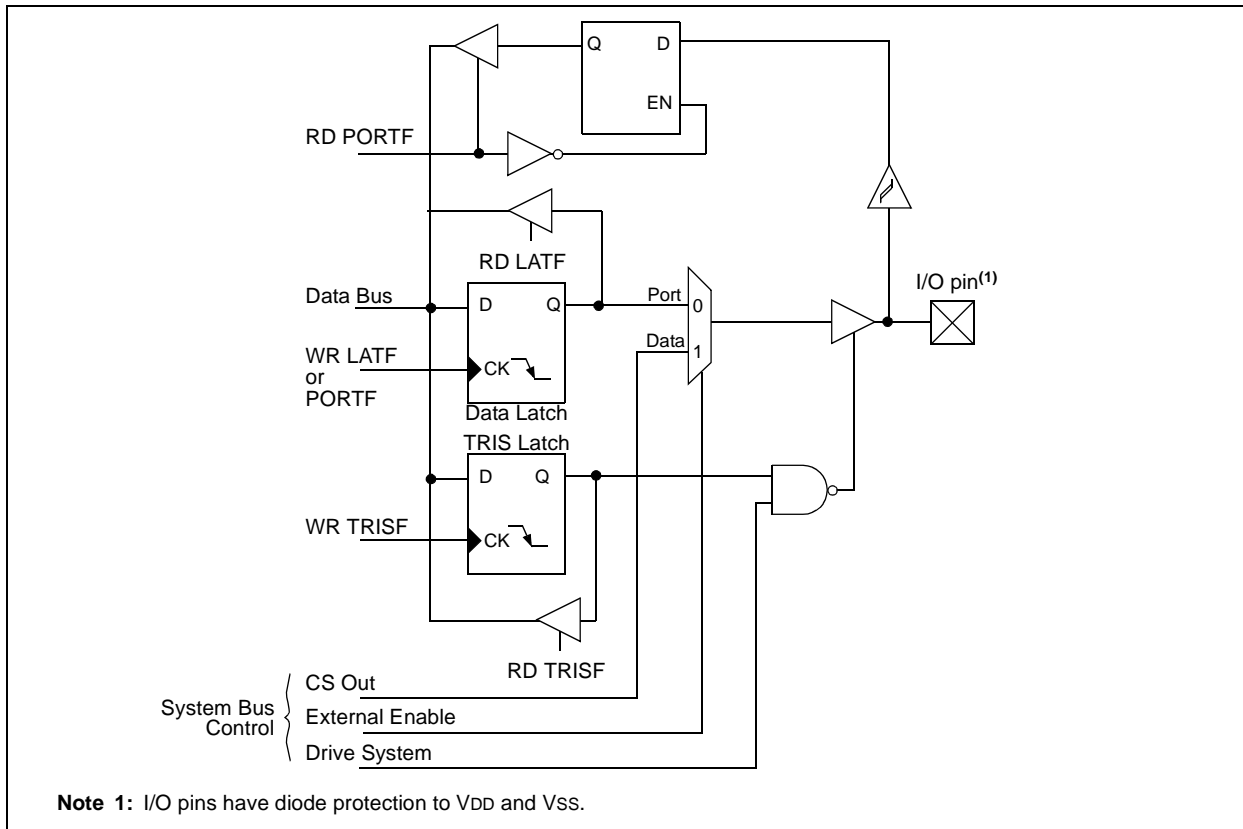 Q D
EN
RD PORTF
RD LATF
I/O pin(1)
Data Bus
D Q
Port 0
Data 1
WR LATF
or
PORTF
CK
Data Latch
TRIS Latch
D Q
WR TRISF
CK
RD TRISF
System Bus
Control
CS Out
External Enable
Drive System
Note 1: I/O pins have diode protection to VDD and VSS.